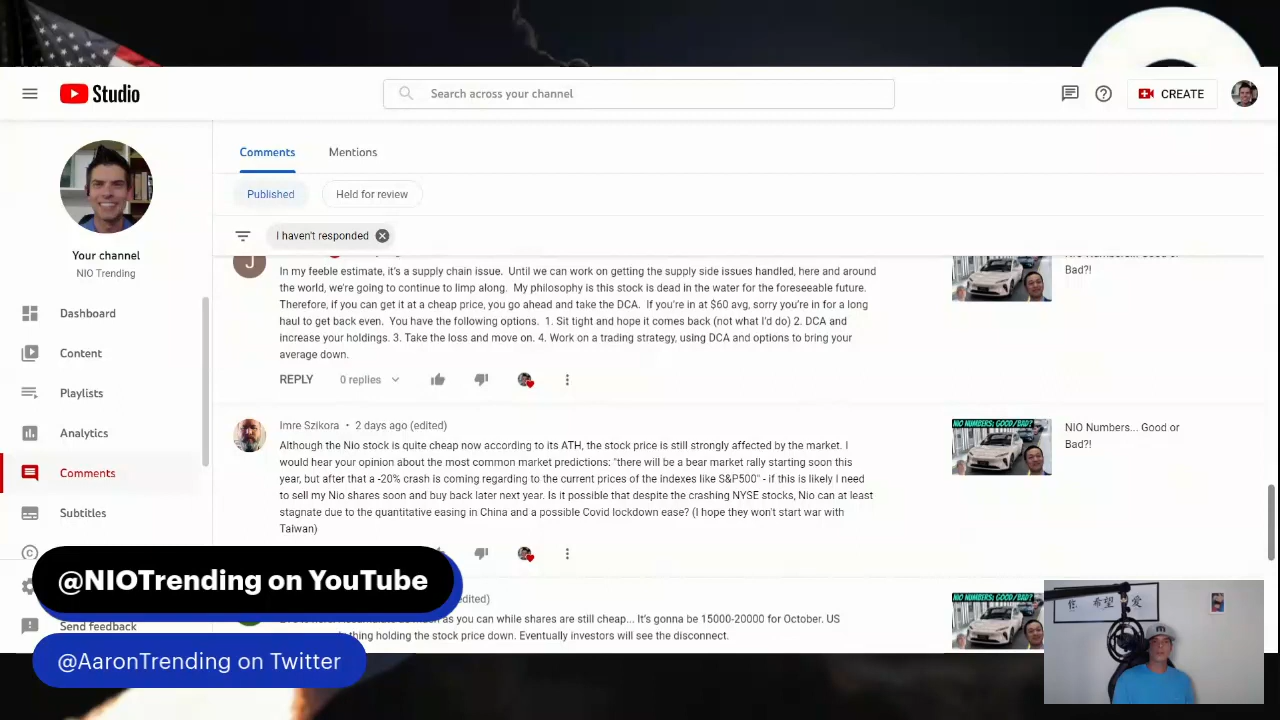 Studio
Search across your channel
CREATE
Your channel
NIO Trending
Dashboard
Content
Playlists
Analytics
Comments
Subtitles
Send feedback
Comments
Mentions
Published
Held for review
I haven't responded
J
In my feeble estimate, it's a supply chain issue. Until we can work on getting the supply side issues handled, here and around
the world, we're going to continue to limp along. My philosophy is this stock is dead in the water for the foreseeable future.
Therefore, if you can get it at a cheap price, you go ahead and take the DCA. If you're in at $60 avg, sorry you're in for a long
haul to get back even. You have the following options. 1. Sit tight and hope it comes back (not what I'd do) 2. DCA and
increase your holdings. 3. Take the loss and move on. 4. Work on a trading strategy, using DCA and options to bring your
average down.
REPLY
0 replies
Bad?!
Imre Szikora • 2 days ago (edited)
Although the Nio stock is quite cheap now according to its ATH, the stock price is still strongly affected by the market. I
would hear your opinion about the most common market predictions: "there will be a bear market rally starting soon this
year, but after that a -20% crash is coming regarding to the current prices of the indexes like S&P500" - if this is likely I need
to sell my Nio shares soon and buy back later next year. Is it possible that despite the crashing NYSE stocks, Nio can at least
stagnate due to the quantitative easing in China and a possible Covid lockdown ease? (I hope they won't start war with
Taiwan)
NIO NUMBERS: GOOD/BAD?
NIO Numbers... Good or
Bad?!
edited)
as you can while shares are still cheap... It's gonna be 15000-20000 for October. US
thing holding the stock price down. Eventually investors will see the disconnect.
NIO NUMBERS: GOOD/BAD?
NIO Numbers... Good or
Bad?!
@NIOTrending on YouTube
@AaronTrending on Twitter
希望 爱